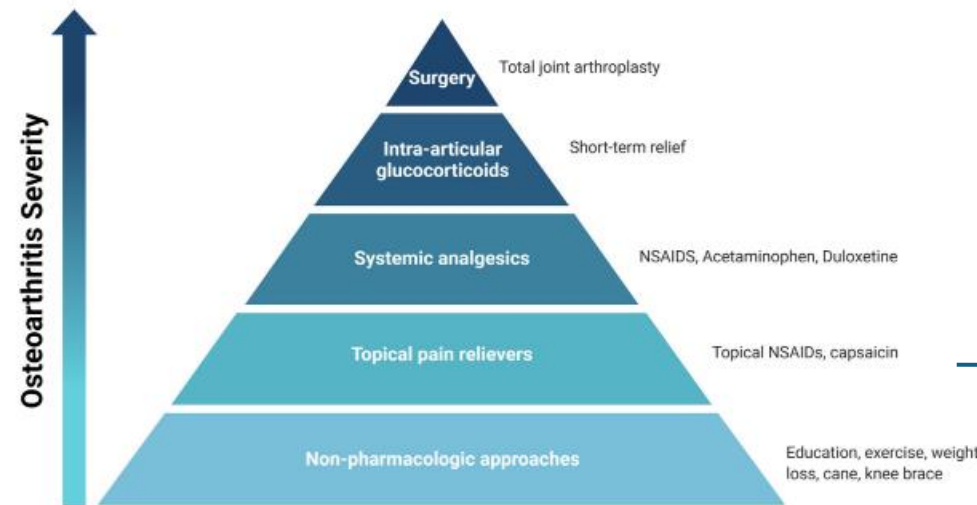 Osteoarthritis Severity
Surgery
Total joint arthroplasty
Intra-articular
glucocorticoids
Short-term relief
Systemic analgesics
NSAIDS, Acetaminophen, Duloxetine
Topical pain relievers
Topical NSAIDs, capsaicin
Non-pharmacologic approaches
Education, exercise, weight
loss, cane, knee brace